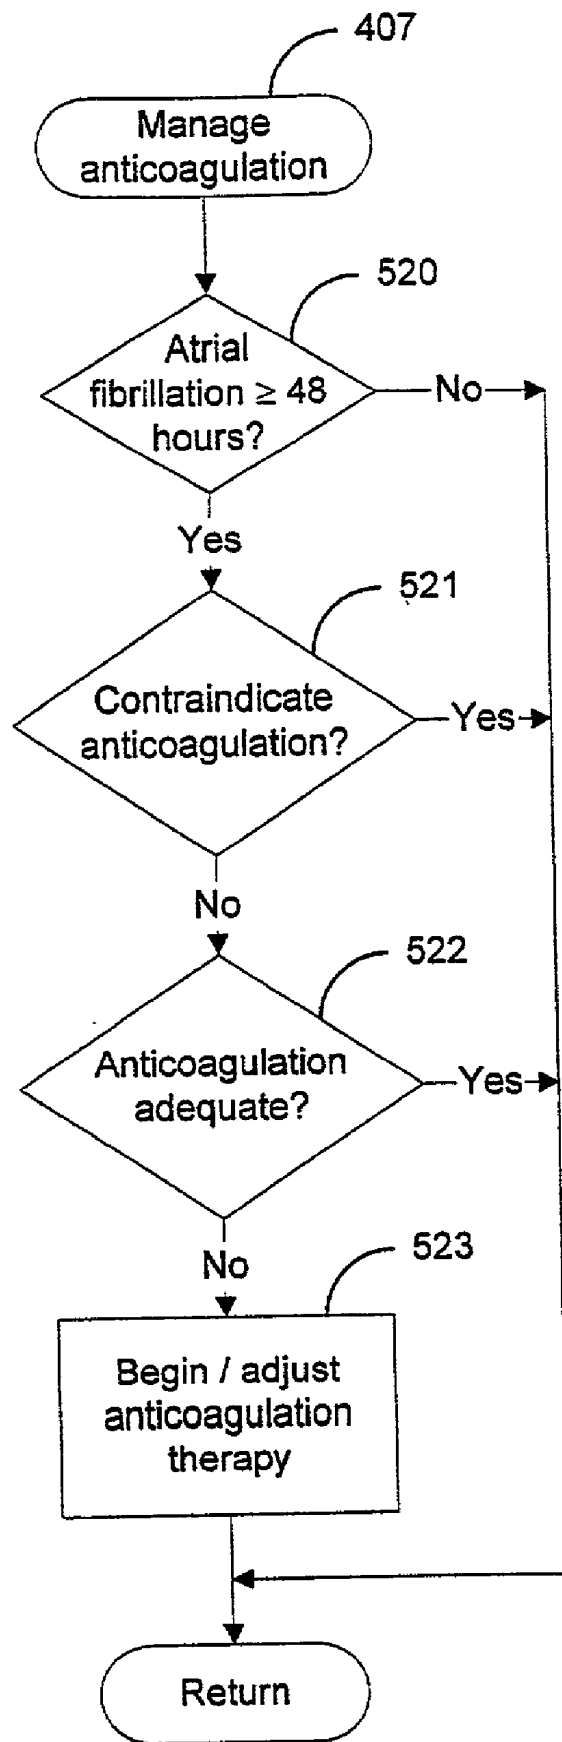 407
Manage
anticoagulation
520
Atrial
fibrillation ≥ 48
hours?
No
Yes
521
Contraindicate
anticoagulation?
Yes
No
522
Anticoagulation
adequate?
Yes
No
523
Begin / adjust
anticoagulation
therapy
Return